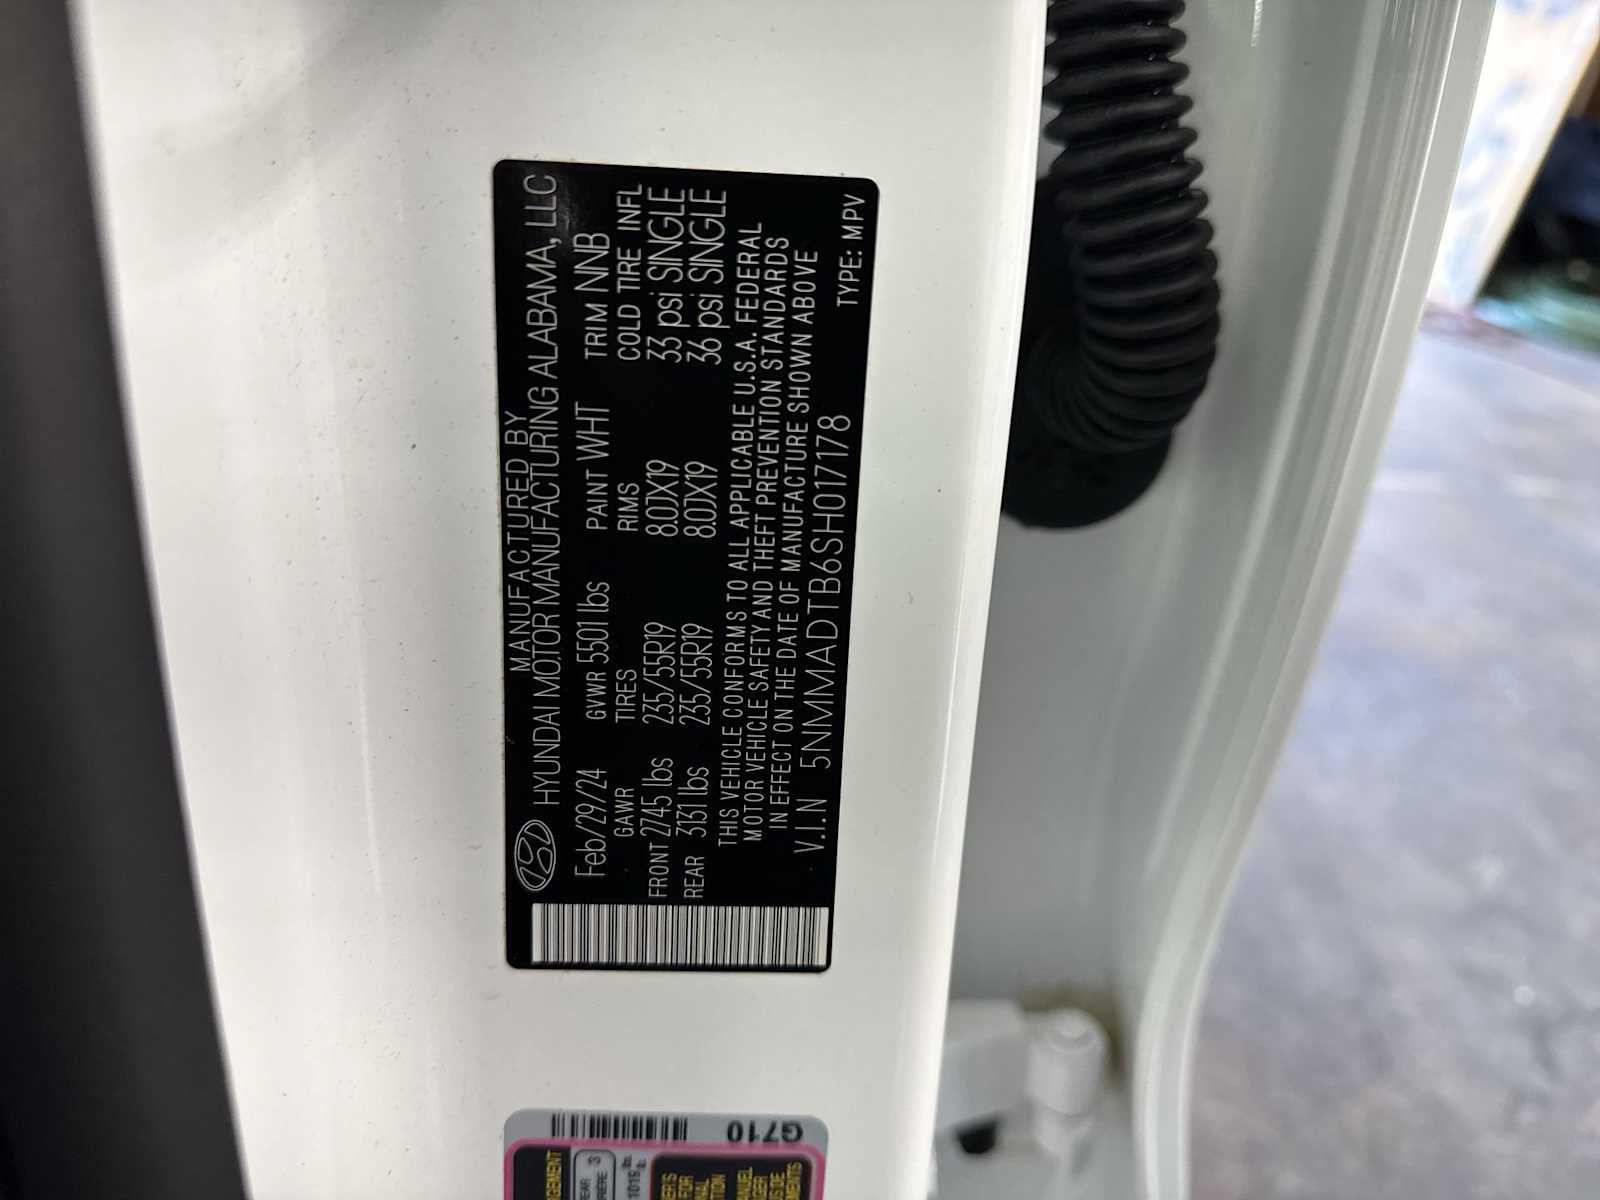 MANUFACTURED BY
HYUNDAI MOTOR MANUFACTURING ALABAMA, LLC
Feb/29/24 GVWR 5501 lbs PAINT WHT TRIM NNB
GAWR TIRES RIMS COLD TIRE INFL
FRONT 2745 lbs 235/55R19 8.0JX19 33 psi SINGLE
REAR 3131 lbs 235/55R19 8.0JX19 36 psi SINGLE
THIS VEHICLE CONFORMS TO ALL APPLICABLE U.S.A. FEDERAL
MOTOR VEHICLE SAFETY AND THEFT PREVENTION STANDARDS
IN EFFECT ON THE DATE OF MANUFACTURE SHOWN ABOVE
V.I.N 5NMMADTB6SH017178
TYPE: MPV
G710
3